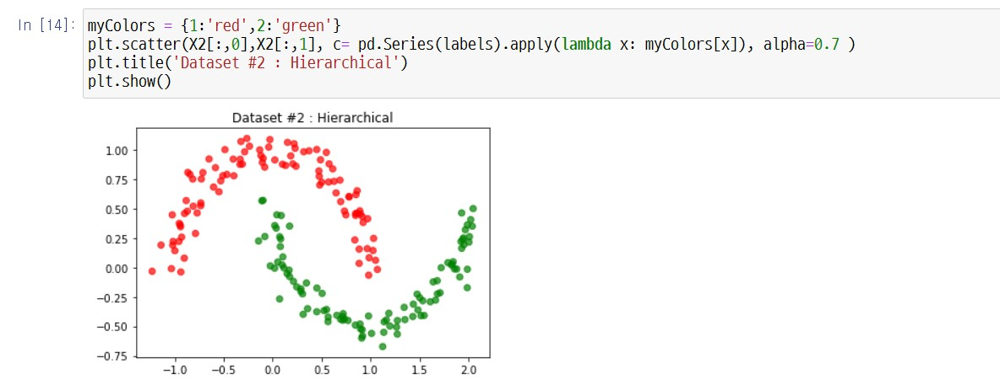 In [14]: myColors = {1:'red',2:'green'}
plt.scatter(X2[:,0],X2[:,1], c= pd.Series(labels).apply(lambda x: myColors[x]), alpha=0.7 )
plt.title('Dataset #2 : Hierarchical')
plt.show()
Dataset #2 : Hierarchical
1.00
0.75
0.50
0.25
0.00
−0.25
−0.50
−0.75
−1.0 −0.5 0.0 0.5 1.0 1.5 2.0